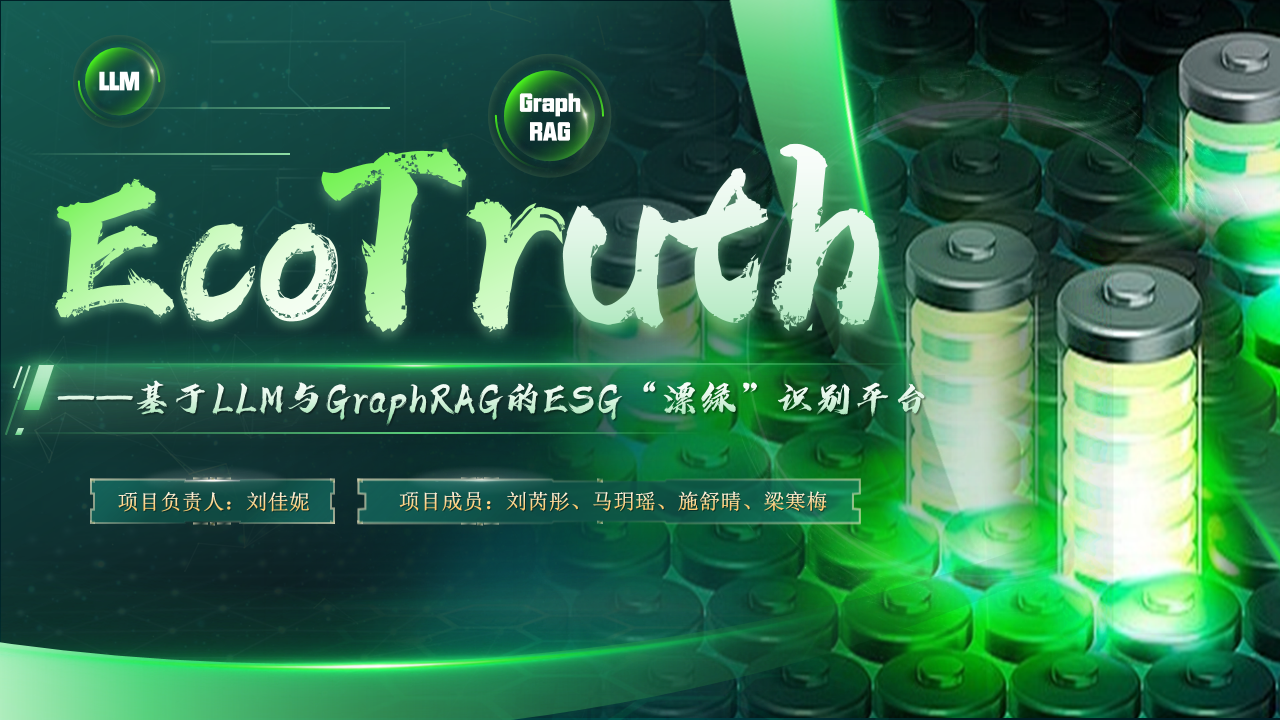 LLM
Graph
RAG
EcoTruth
——基于LLM与GraphRAG的ESG“漂绿”识别平台
项目负责人：刘佳妮
项目成员：刘芮彤、马玥瑶、施舒晴、梁寒梅